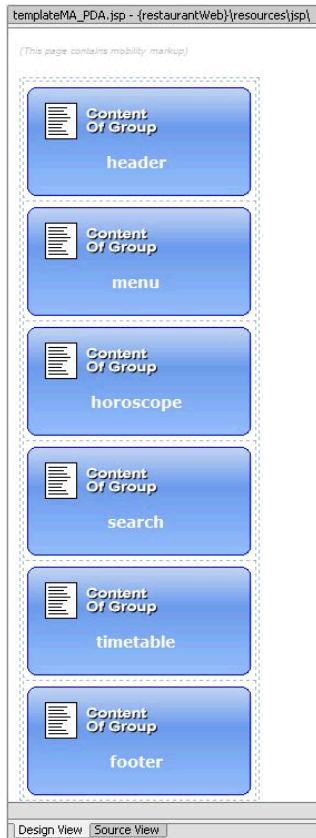 templateMA_PDA.jsp - {restaurantWeb}\resources\jsp\
(This page contains mobility markup)
Content
Of Group
header
Content
Of Group
menu
Content
Of Group
horoscope
Content
Of Group
search
Content
Of Group
timetable
Content
Of Group
footer
Design View Source View